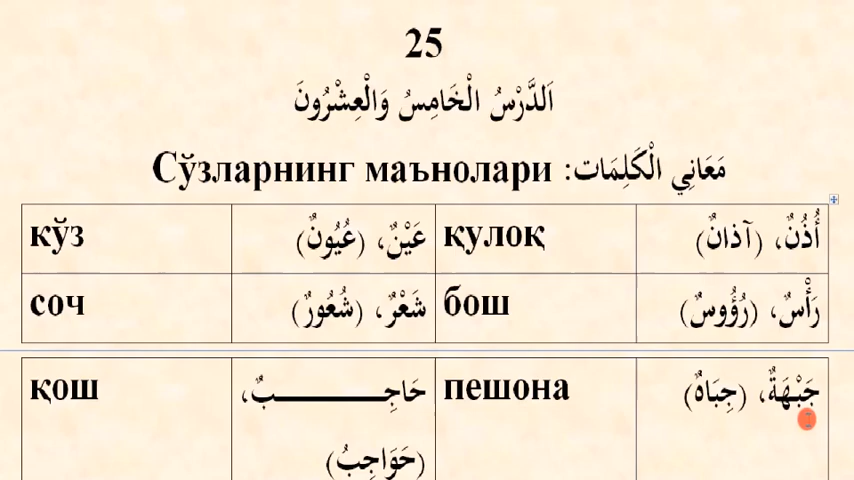 25
اَلدَّرْسُ الْخَامِسُ وَالْعِشْرُونَ
مَعَانِي الْكَلِمَات: Сўзларнинг маънолари
أُذُنٌ، (آذانٌ) қулоқ عَيْنٌ، (عُيُونٌ) кўз
رَأْسٌ، (رُؤُوسٌ) бош شَعْرٌ، (شُعُورٌ) соч
جَبْهَةٌ، (جِبَاهٌ) пешона حَاجِـــــــــــبٌ، қош
(حَوَاجِبُ)